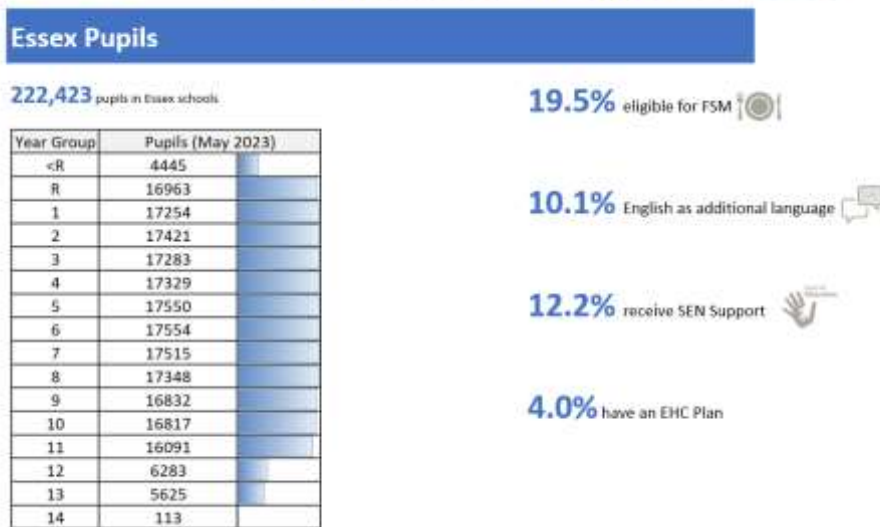 Essex Pupils
222,423 pupils in Essex schools
Year Group Pupils (May 2023)
<R 4445
R 16963
1 17254
2 17421
3 17283
4 17329
5 17550
6 17554
7 17515
8 17348
9 16832
10 16817
11 16091
12 6283
13 5625
14 113
19.5% eligible for FSM
10.1% English as additional language
12.2% receive SEN Support
4.0% have an EHC Plan